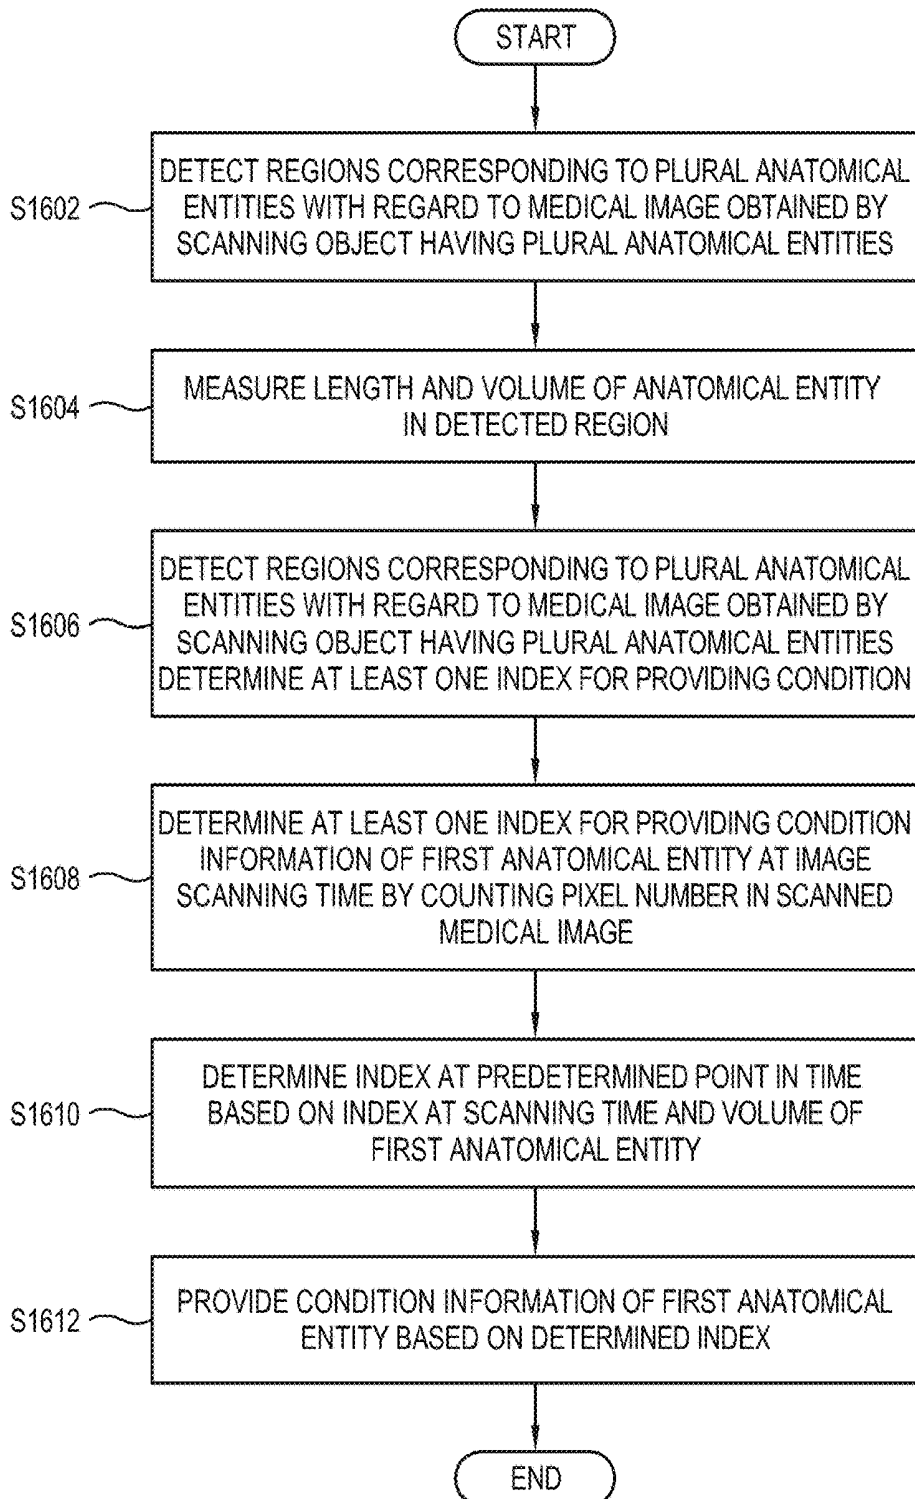 START
S1602
DETECT REGIONS CORRESPONDING TO PLURAL ANATOMICAL
ENTITIES WITH REGARD TO MEDICAL IMAGE OBTAINED BY
SCANNING OBJECT HAVING PLURAL ANATOMICAL ENTITIES
S1604
MEASURE LENGTH AND VOLUME OF ANATOMICAL ENTITY
IN DETECTED REGION
S1606
DETECT REGIONS CORRESPONDING TO PLURAL ANATOMICAL
ENTITIES WITH REGARD TO MEDICAL IMAGE OBTAINED BY
SCANNING OBJECT HAVING PLURAL ANATOMICAL ENTITIES
DETERMINE AT LEAST ONE INDEX FOR PROVIDING CONDITION
S1608
DETERMINE AT LEAST ONE INDEX FOR PROVIDING CONDITION
INFORMATION OF FIRST ANATOMICAL ENTITY AT IMAGE
SCANNING TIME BY COUNTING PIXEL NUMBER IN SCANNED
MEDICAL IMAGE
S1610
DETERMINE INDEX AT PREDETERMINED POINT IN TIME
BASED ON INDEX AT SCANNING TIME AND VOLUME OF
FIRST ANATOMICAL ENTITY
S1612
PROVIDE CONDITION INFORMATION OF FIRST ANATOMICAL
ENTITY BASED ON DETERMINED INDEX
END